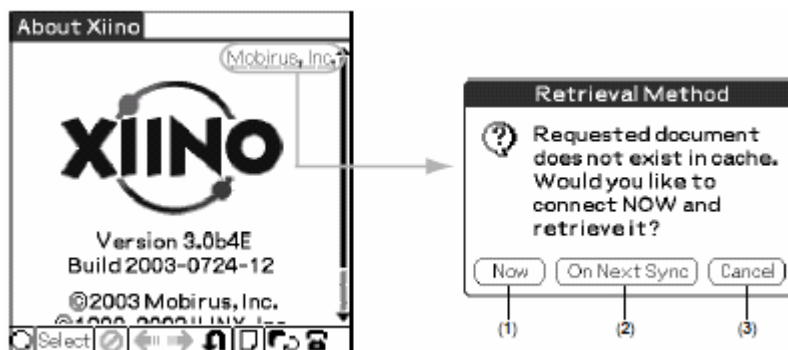 About Xiino
Mobirus, Inc.
XIINO
Version 3.0b4E
Build 2003-0724-12
©2003 Mobirus, Inc.
Select
Retrieval Method
Requested document
does not exist in cache.
Would you like to
connect NOW and
retrieve it?
Now
On Next Sync
Cancel
(1)
(2)
(3)